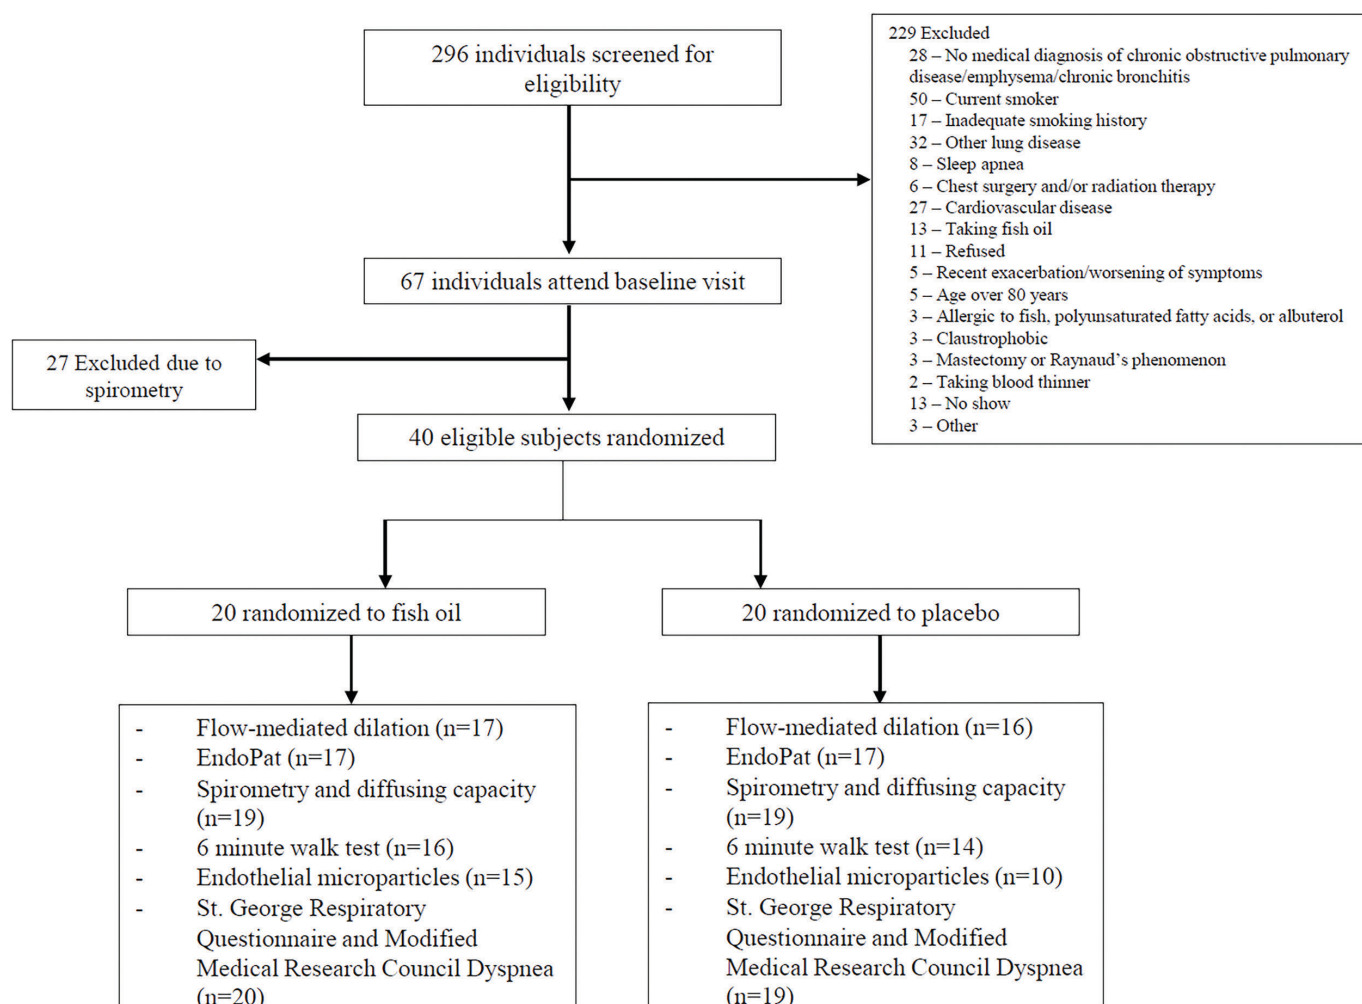 296 individuals screened for
eligibility
229 Excluded
28 – No medical diagnosis of chronic obstructive pulmonary
disease/emphysema/chronic bronchitis
50 – Current smoker
17 – Inadequate smoking history
32 – Other lung disease
8 – Sleep apnea
6 – Chest surgery and/or radiation therapy
27 – Cardiovascular disease
13 – Taking fish oil
11 – Refused
5 – Recent exacerbation/worsening of symptoms
5 – Age over 80 years
3 – Allergic to fish, polyunsaturated fatty acids, or albuterol
3 – Claustrophobic
3 – Mastectomy or Raynaud’s phenomenon
2 – Taking blood thinner
13 – No show
3 – Other
67 individuals attend baseline visit
27 Excluded due to
spirometry
40 eligible subjects randomized
20 randomized to fish oil
20 randomized to placebo
- Flow-mediated dilation (n=17)
- EndoPat (n=17)
- Spirometry and diffusing capacity
(n=19)
- 6 minute walk test (n=16)
- Endothelial microparticles (n=15)
- St. George Respiratory
Questionnaire and Modified
Medical Research Council Dyspnea
(n=20)
- Flow-mediated dilation (n=16)
- EndoPat (n=17)
- Spirometry and diffusing capacity
(n=19)
- 6 minute walk test (n=14)
- Endothelial microparticles (n=10)
- St. George Respiratory
Questionnaire and Modified
Medical Research Council Dyspnea
(n=19)